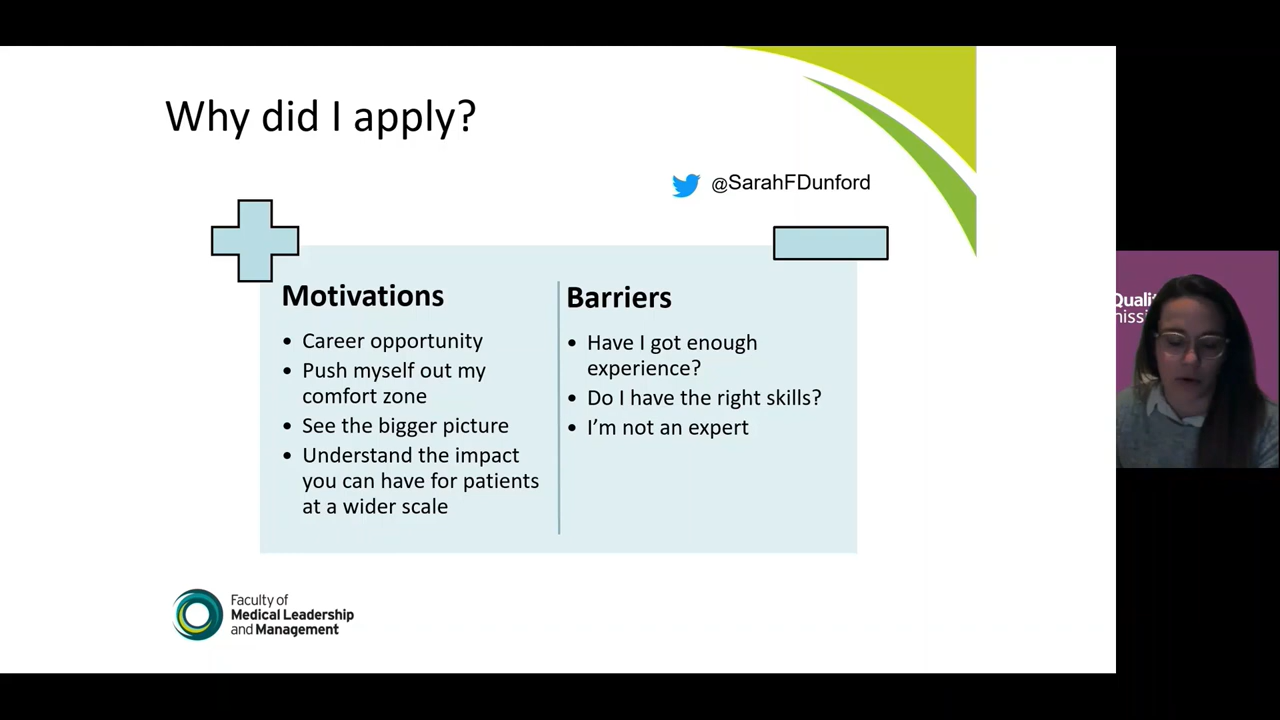 Why did I apply?
@SarahFDunford
Motivations
• Career opportunity
• Push myself out my
comfort zone
• See the bigger picture
• Understand the impact
you can have for patients
at a wider scale
Barriers
• Have I got enough
experience?
• Do I have the right skills?
• I'm not an expert
Faculty of
Medical Leadership
and Management